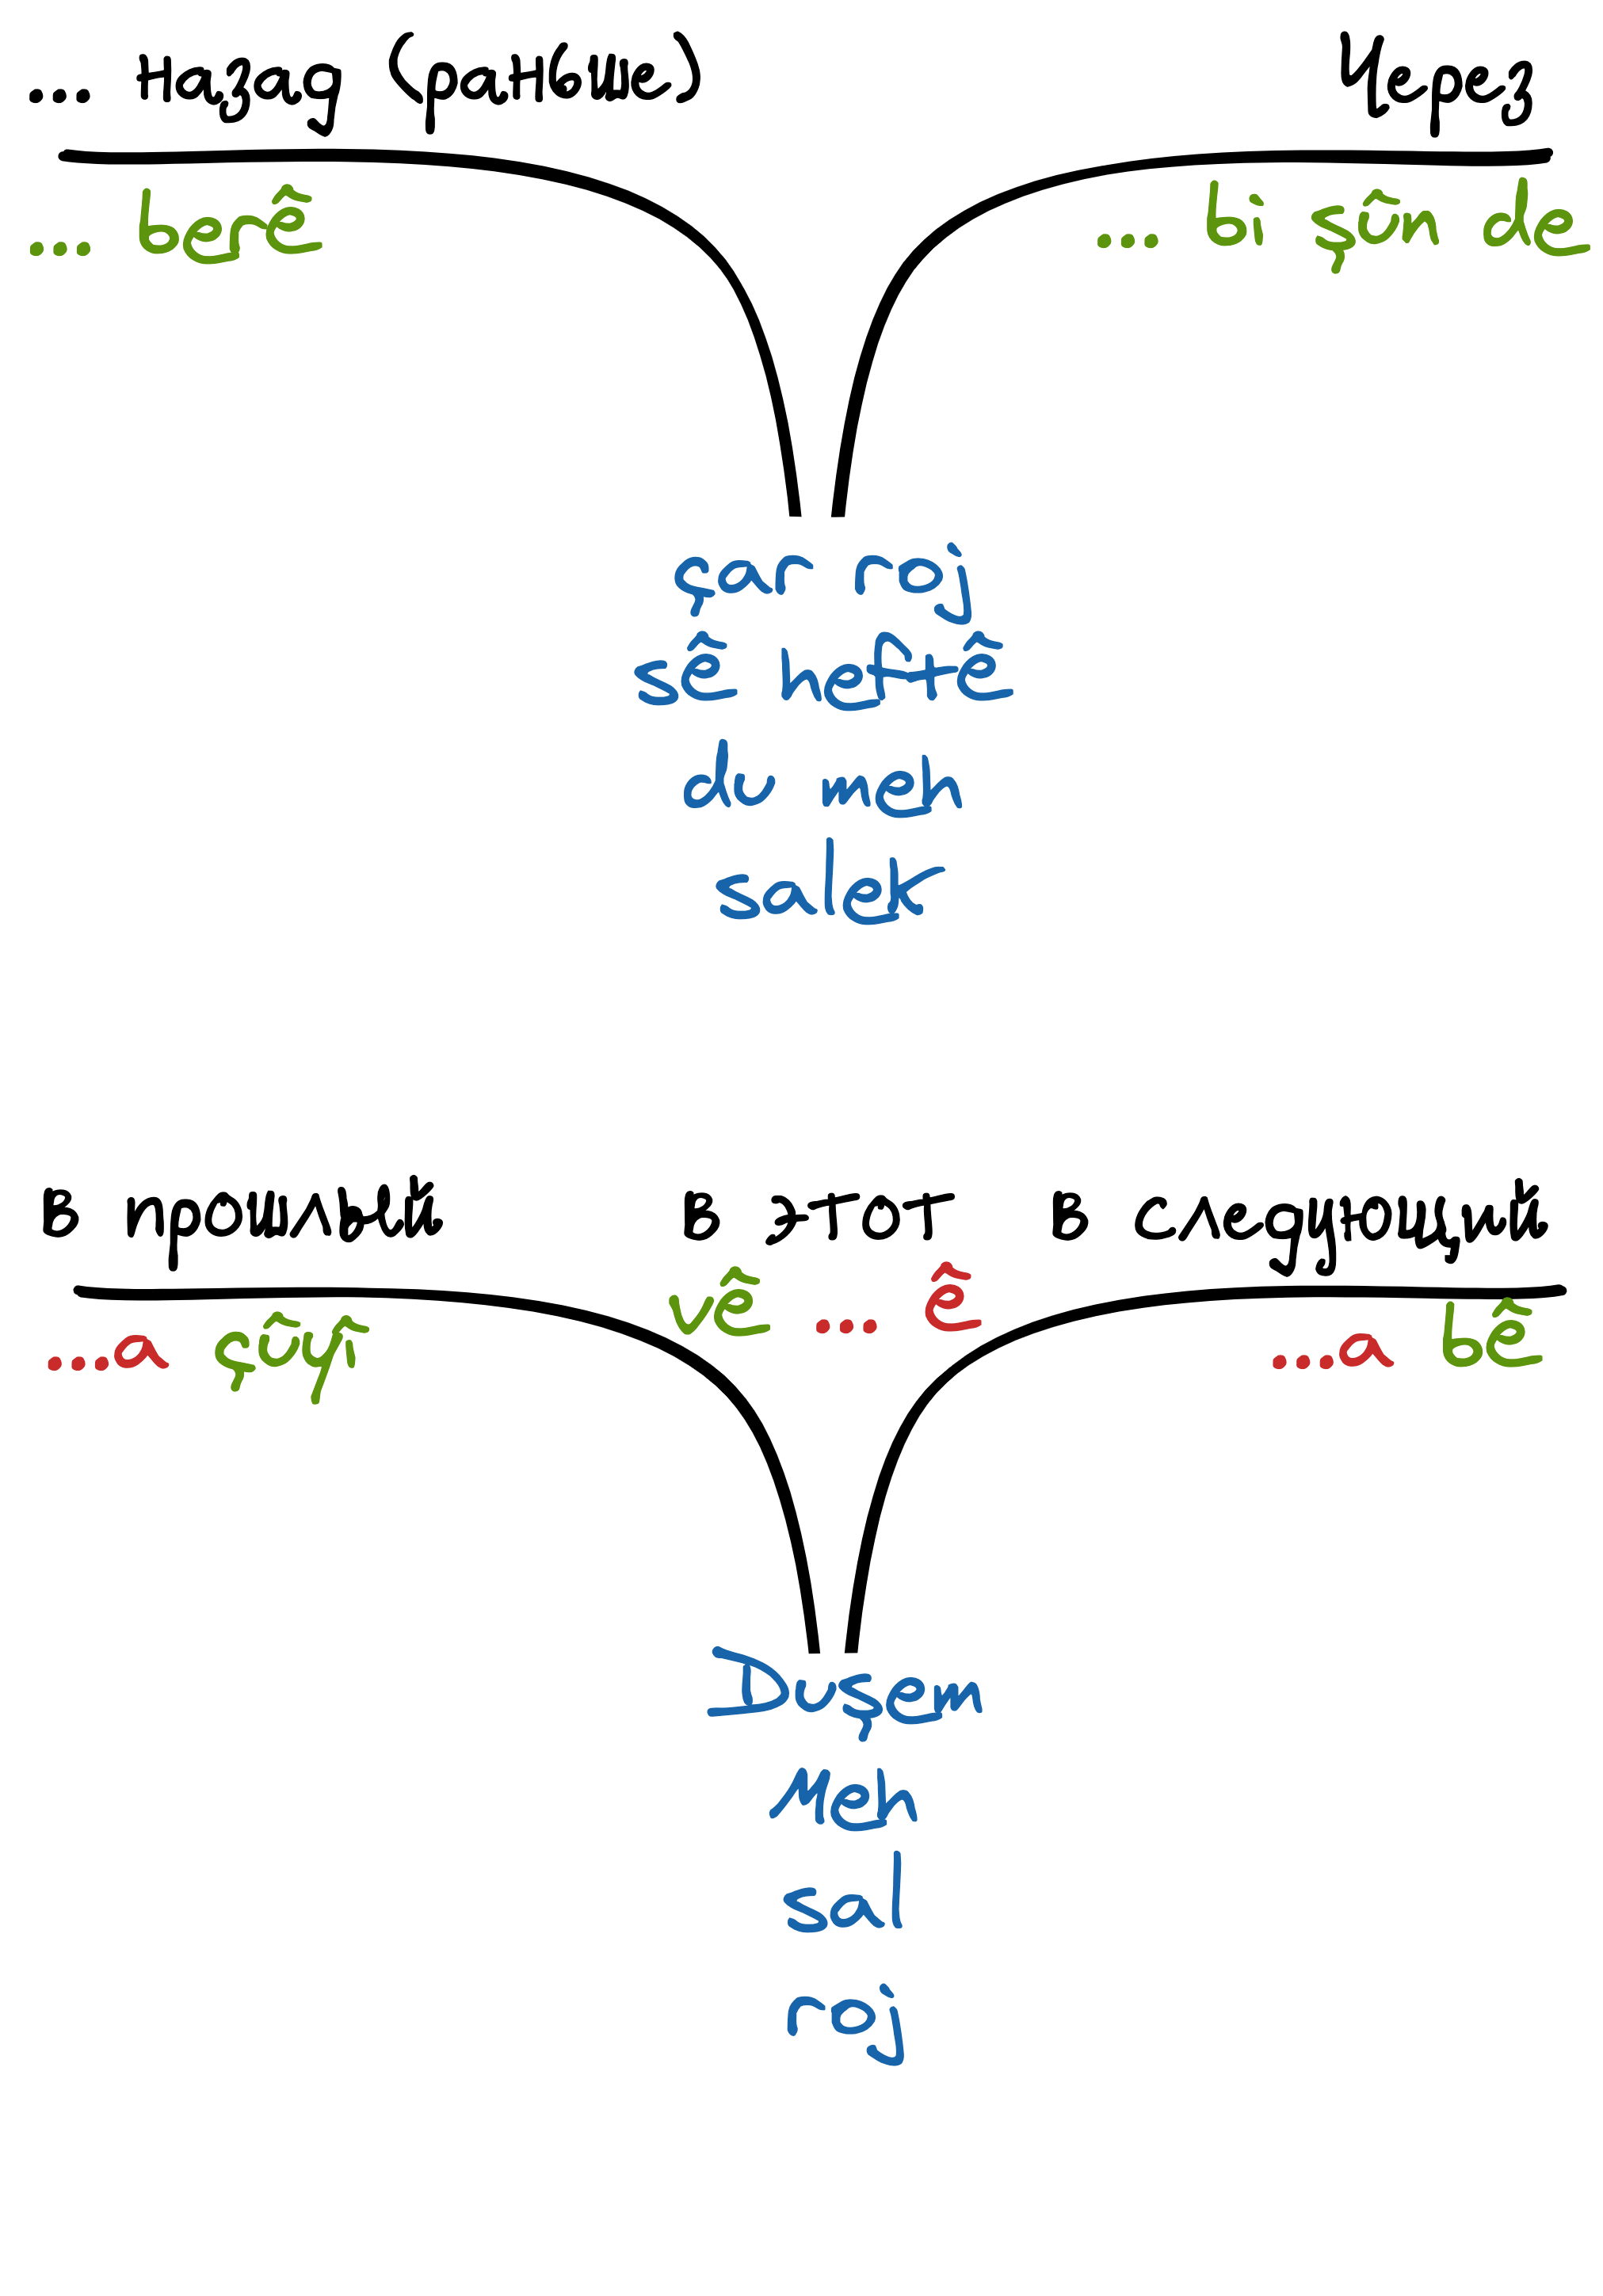 ... назад (раньше) Через
... berê ... bi şûn de
çar roj
sê heftê
du meh
salek
В прошлый В этот В следующий
...a çûyî vê ... ê ...a bê
Duşem
Meh
sal
roj